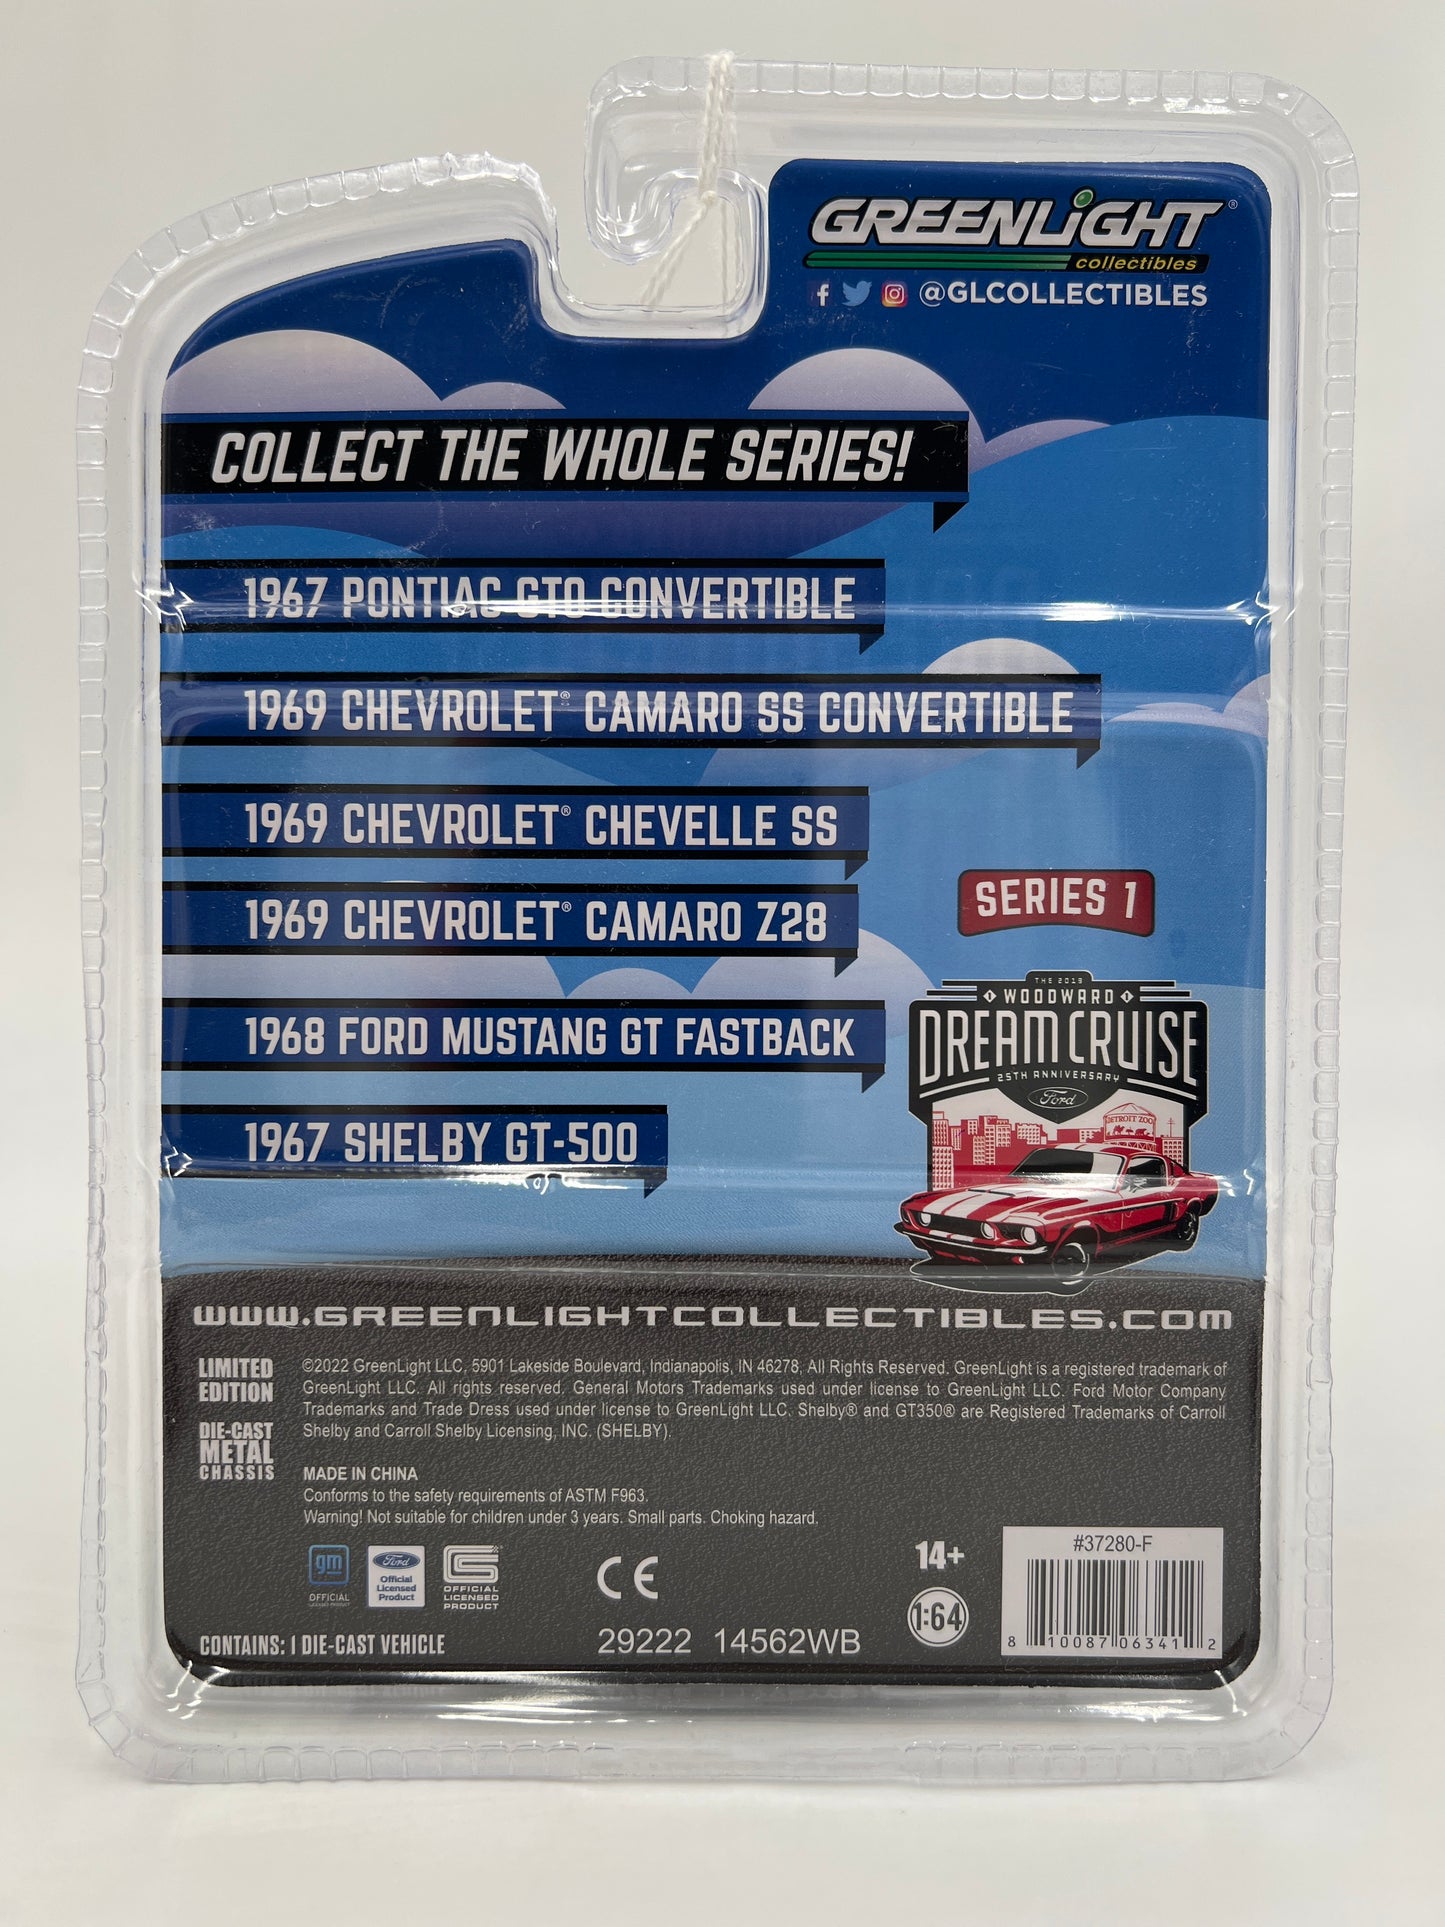 GREENLiGHT®
collectibles
@GLCOLLECTIBLES
COLLECT THE WHOLE SERIES!
1967 PONTIAC GTO CONVERTIBLE
1969 CHEVROLET® CAMARO SS CONVERTIBLE
1969 CHEVROLET® CHEVELLE SS
1969 CHEVROLET® CAMARO Z28
1968 FORD MUSTANG GT FASTBACK
1967 SHELBY GT-500
SERIES 1
THE 2019
WOODWARD
DREAM CRUISE
25TH ANNIVERSARY
Ford
DETROIT ZOO
WWW.GREENLIGHTCOLLECTIBLES.COM
LIMITED
EDITION
DIE-CAST
METAL
CHASSIS
©2022 GreenLight LLC, 5901 Lakeside Boulevard, Indianapolis, IN 46278, All Rights Reserved. GreenLight is a registered trademark of
GreenLight LLC. All rights reserved. General Motors Trademarks used under license to GreenLight LLC. Ford Motor Company
Trademarks and Trade Dress used under license to GreenLight LLC. Shelby® and GT350® are Registered Trademarks of Carroll
Shelby and Carroll Shelby Licensing, INC. (SHELBY).
MADE IN CHINA
Conforms to the safety requirements of ASTM F963.
Warning! Not suitable for children under 3 years. Small parts. Choking hazard.
gm
OFFICIAL
LICENSED PRODUCT
Ford
Official
Licensed
Product
CS
OFFICIAL
LICENSED
PRODUCT
CE
14+
1:64
#37280-F
8 10087 06341 2
CONTAINS: 1 DIE-CAST VEHICLE
29222 14562WB